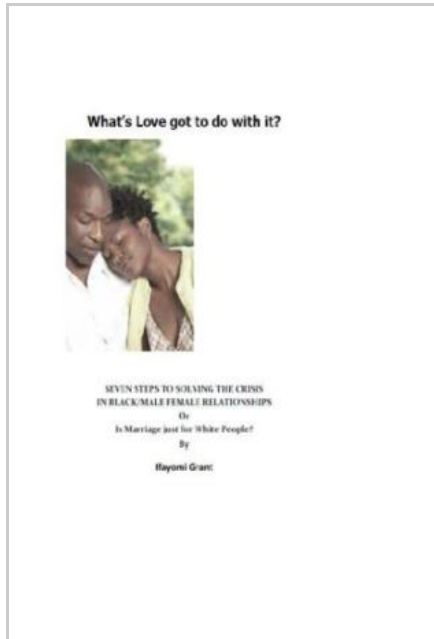 What's Love got to do with it?
SEVEN STEPS TO SOLVING THE CRISIS
IN BLACK/MALE FEMALE RELATIONSHIPS
Or
Is Marriage just for White People?
By
Ifayomi Grant